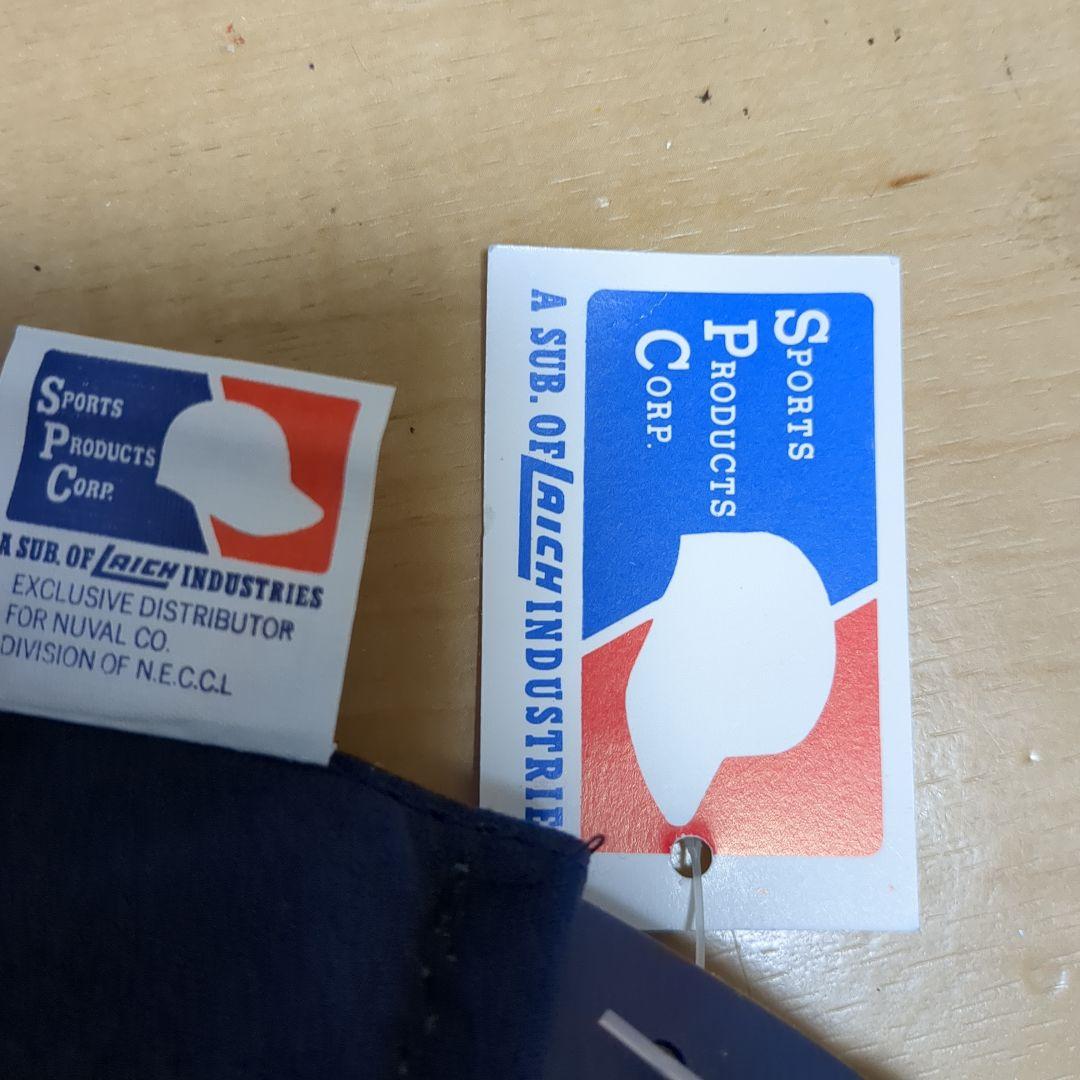 SPORTS
PRODUCTS
CORP.
A SUB. OF LAICH INDUSTRIES
EXCLUSIVE DISTRIBUTOR
FOR NUVAL CO.
DIVISION OF N.E.C.C.L
SPORTS
PRODUCTS
CORP.
A SUB. OF LAICH INDUSTRIE